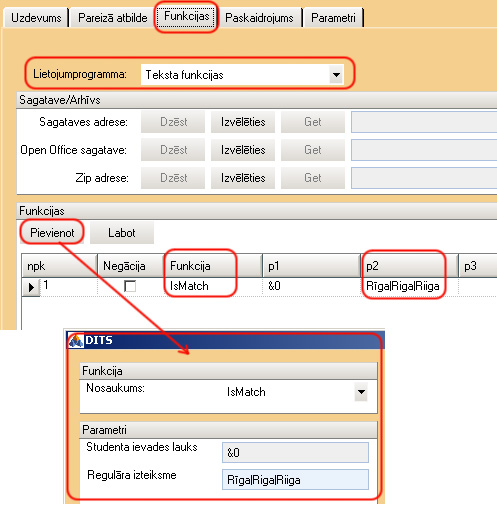 Uzdevums Pareizā atbilde Funkcijas Paskaidrojums Parametri
Lietojumprogramma: Teksta funkcijas
Sagatave/Arhīvs
Sagataves adrese: Dzēst Izvēlēties Get
Open Office sagatave: Dzēst Izvēlēties Get
Zip adrese: Dzēst Izvēlēties Get
Funkcijas
Pievienot Labot
npk Negācija Funkcija p1 p2 p3
1 IsMatch &0 Rīga|Riga|Riiga
DITS
Funkcija
Nosaukums: IsMatch
Parametri
Studenta ievades lauks &0
Regulāra izteiksme Rīga|Riga|Riiga